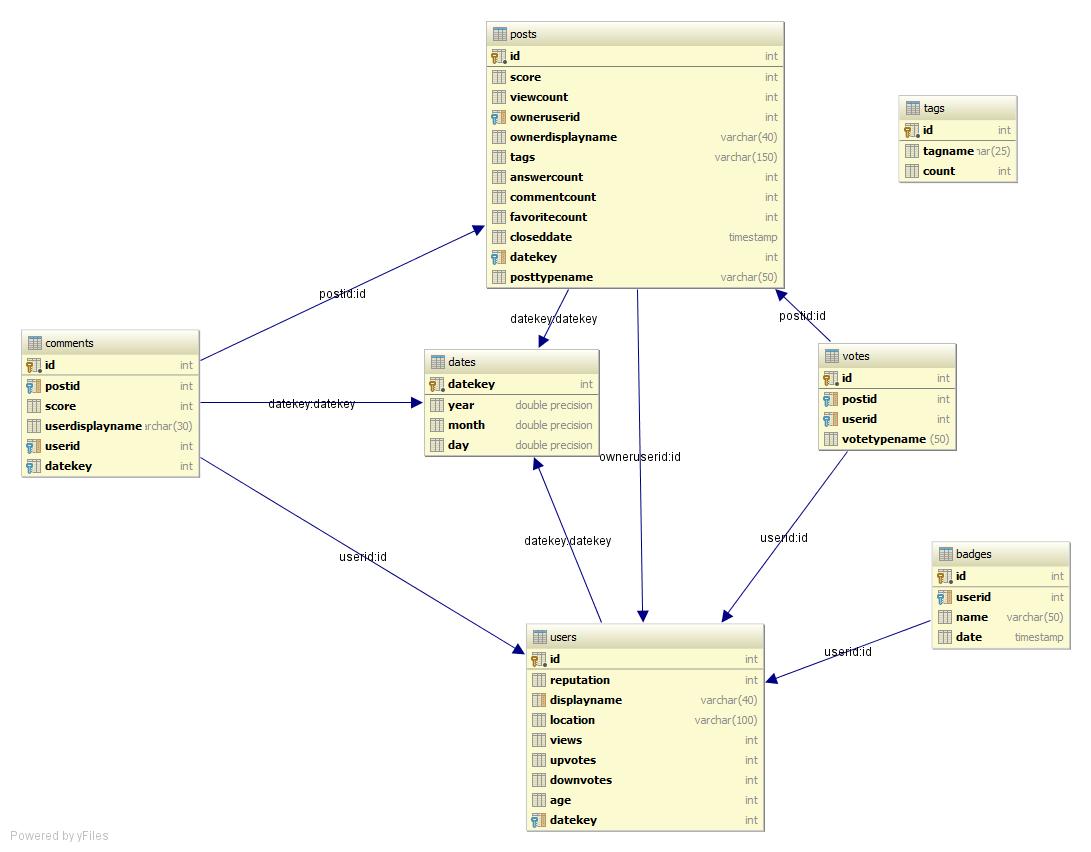 posts
id int
score int
viewcount int
owneruserid int
ownerdisplayname varchar(40)
tags varchar(150)
answercount int
commentcount int
favoritecount int
closeddate timestamp
datekey int
posttypename varchar(50)
tags
id int
tagname nar(25)
count int
postid:id
datekey:datekey
postid:id
comments
id int
postid int
score int
userdisplayname archar(30)
userid int
datekey int
datekey:datekey
dates
datekey int
year double precision
month double precision
day double precision
votes
id int
postid int
userid int
votetypename (50)
owneruserid:id
userid:id
datekey:datekey
userid:id
badges
id int
userid int
name varchar(50)
date timestamp
userid:id
users
id int
reputation int
displayname varchar(40)
location varchar(100)
views int
upvotes int
downvotes int
age int
datekey int
Powered by yFiles